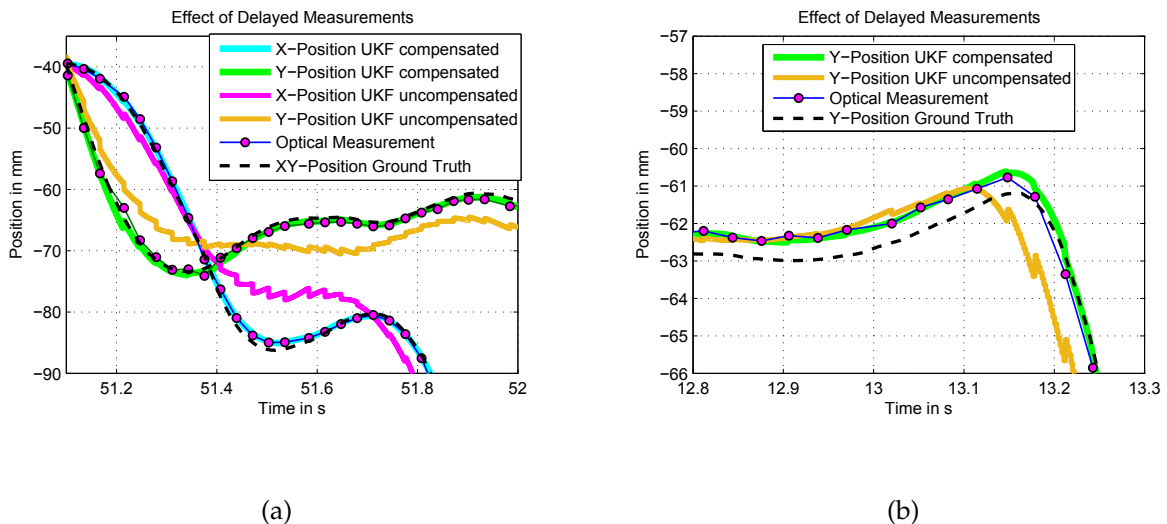 Effect of Delayed Measurements
X−Position UKF compensated
Y−Position UKF compensated
X−Position UKF uncompensated
Y−Position UKF uncompensated
Optical Measurement
XY−Position Ground Truth
Position in mm
−40
−50
−60
−70
−80
−90
51.2 51.4 51.6 51.8 52
Time in s
(a)
Effect of Delayed Measurements
Y−Position UKF compensated
Y−Position UKF uncompensated
Optical Measurement
Y−Position Ground Truth
Position in mm
−57
−58
−59
−60
−61
−62
−63
−64
−65
−66
12.8 12.9 13 13.1 13.2 13.3
Time in s
(b)